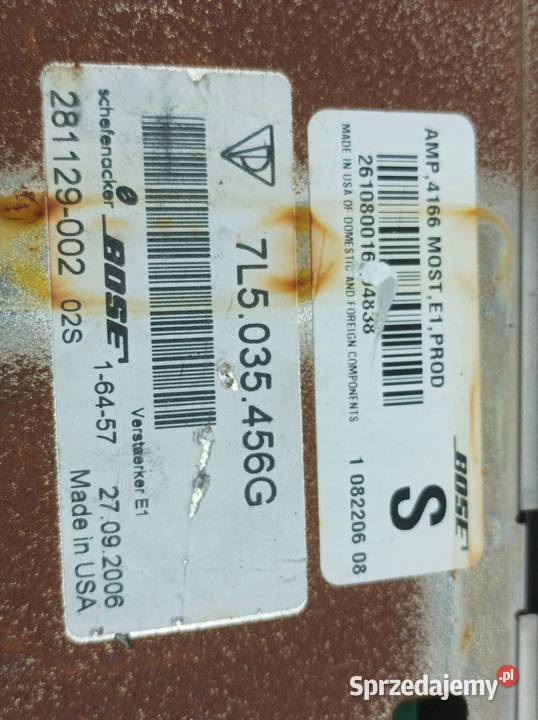 AMP,4166 MOST,E1,PROD
MADE IN USA OF DOMESTIC AND FOREIGN COMPONENTS
1 082206 08
BOSE
S
7L5.035.456G
Verstaerker E1
schefenacker BOSE 1-64-57 27.09.2006
281129-002 02S Made in USA
Sprzedajemy.pl